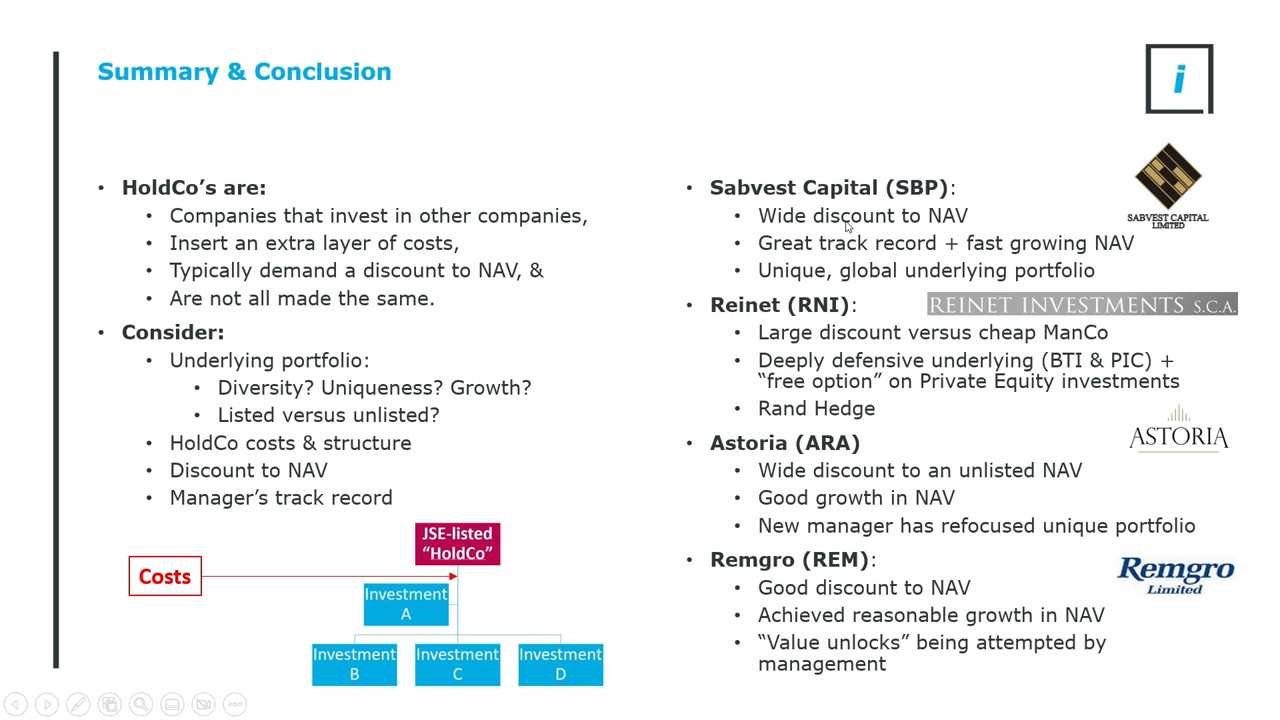 Summary & Conclusion
i
• HoldCo’s are:
• Companies that invest in other companies,
• Insert an extra layer of costs,
• Typically demand a discount to NAV, &
• Are not all made the same.
• Consider:
• Underlying portfolio:
• Diversity? Uniqueness? Growth?
• Listed versus unlisted?
• HoldCo costs & structure
• Discount to NAV
• Manager’s track record
JSE-listed
“HoldCo”
Costs
Investment
A
Investment
B
Investment
C
Investment
D
• Sabvest Capital (SBP):
• Wide discount to NAV
• Great track record + fast growing NAV
• Unique, global underlying portfolio
SABVEST CAPITAL
LIMITED
• Reinet (RNI):
REINET INVESTMENTS S.C.A.
• Large discount versus cheap ManCo
• Deeply defensive underlying (BTI & PIC) +
“free option” on Private Equity investments
• Rand Hedge
• Astoria (ARA)
ASTORIA
• Wide discount to an unlisted NAV
• Good growth in NAV
• New manager has refocused unique portfolio
• Remgro (REM):
Remgro
Limited
• Good discount to NAV
• Achieved reasonable growth in NAV
• “Value unlocks” being attempted by
management